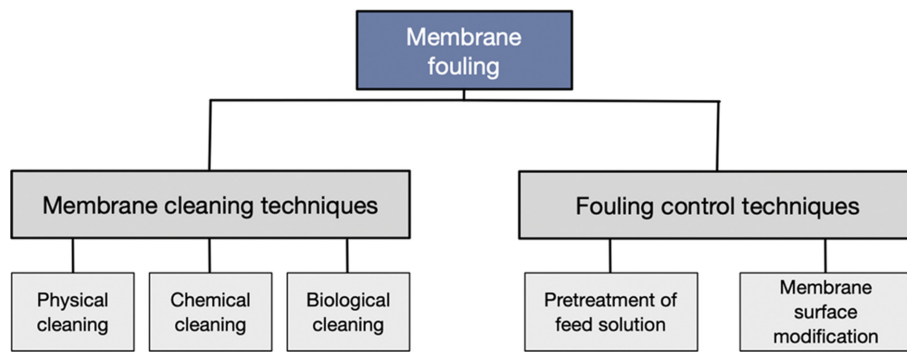 Membrane
fouling
Membrane cleaning techniques
Fouling control techniques
Physical
cleaning
Chemical
cleaning
Biological
cleaning
Pretreatment of
feed solution
Membrane
surface
modification